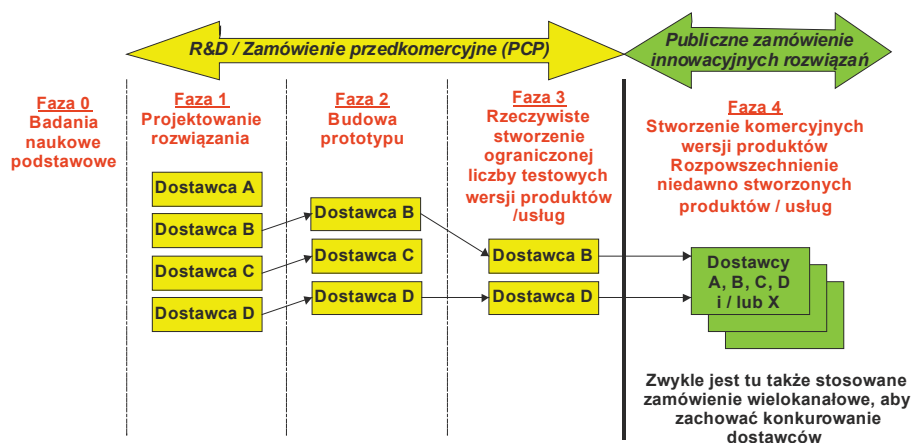 R&D / Zamówienie przedkomercyjne (PCP)
Publiczne zamówienie
innowacyjnych rozwiązań
Faza 0
Badania
naukowe
podstawowe
Faza 1
Projektowanie
rozwiązania
Dostawca A
Dostawca B
Dostawca C
Dostawca D
Faza 2
Budowa
prototypu
Dostawca B
Dostawca C
Dostawca D
Faza 3
Rzeczywiste
stworzenie
ograniczonej
liczby testowych
wersji produktów
/usług
Dostawca B
Dostawca D
Faza 4
Stworzenie komercyjnych
wersji produktów
Rozpowszechnienie
niedawno stworzonych
produktów / usług
Dostawcy
A, B, C, D
i / lub X
Zwykle jest tu także stosowane
zamówienie wielokanałowe, aby
zachować konkurowanie
dostawców